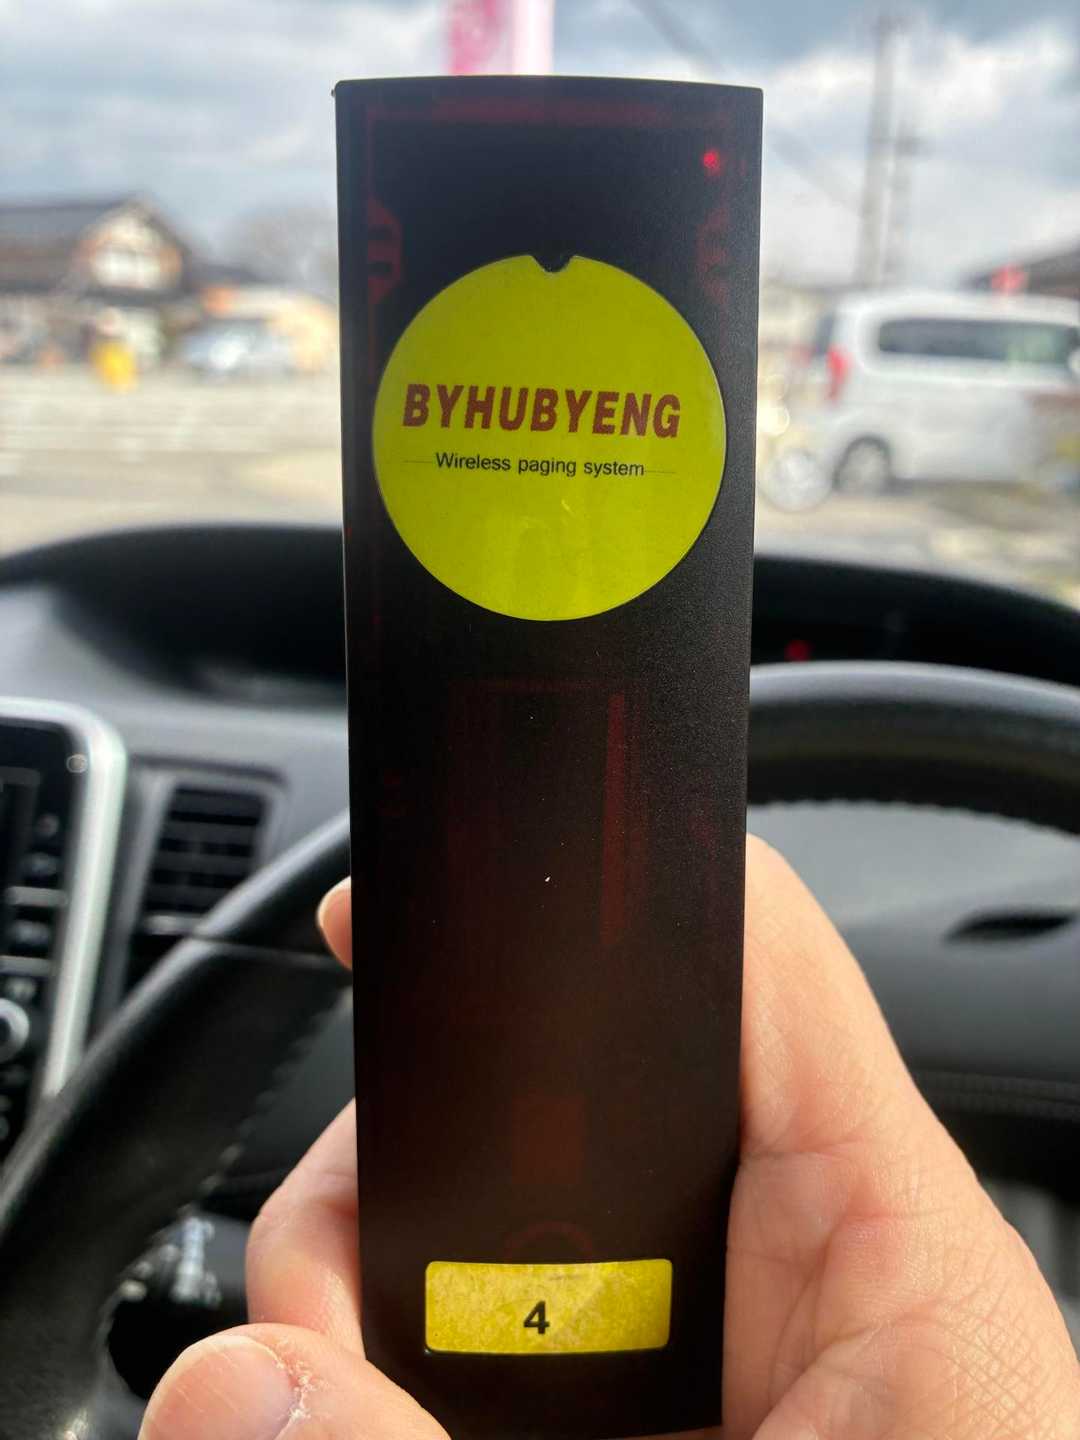 BYHUBYENG
Wireless paging system
4